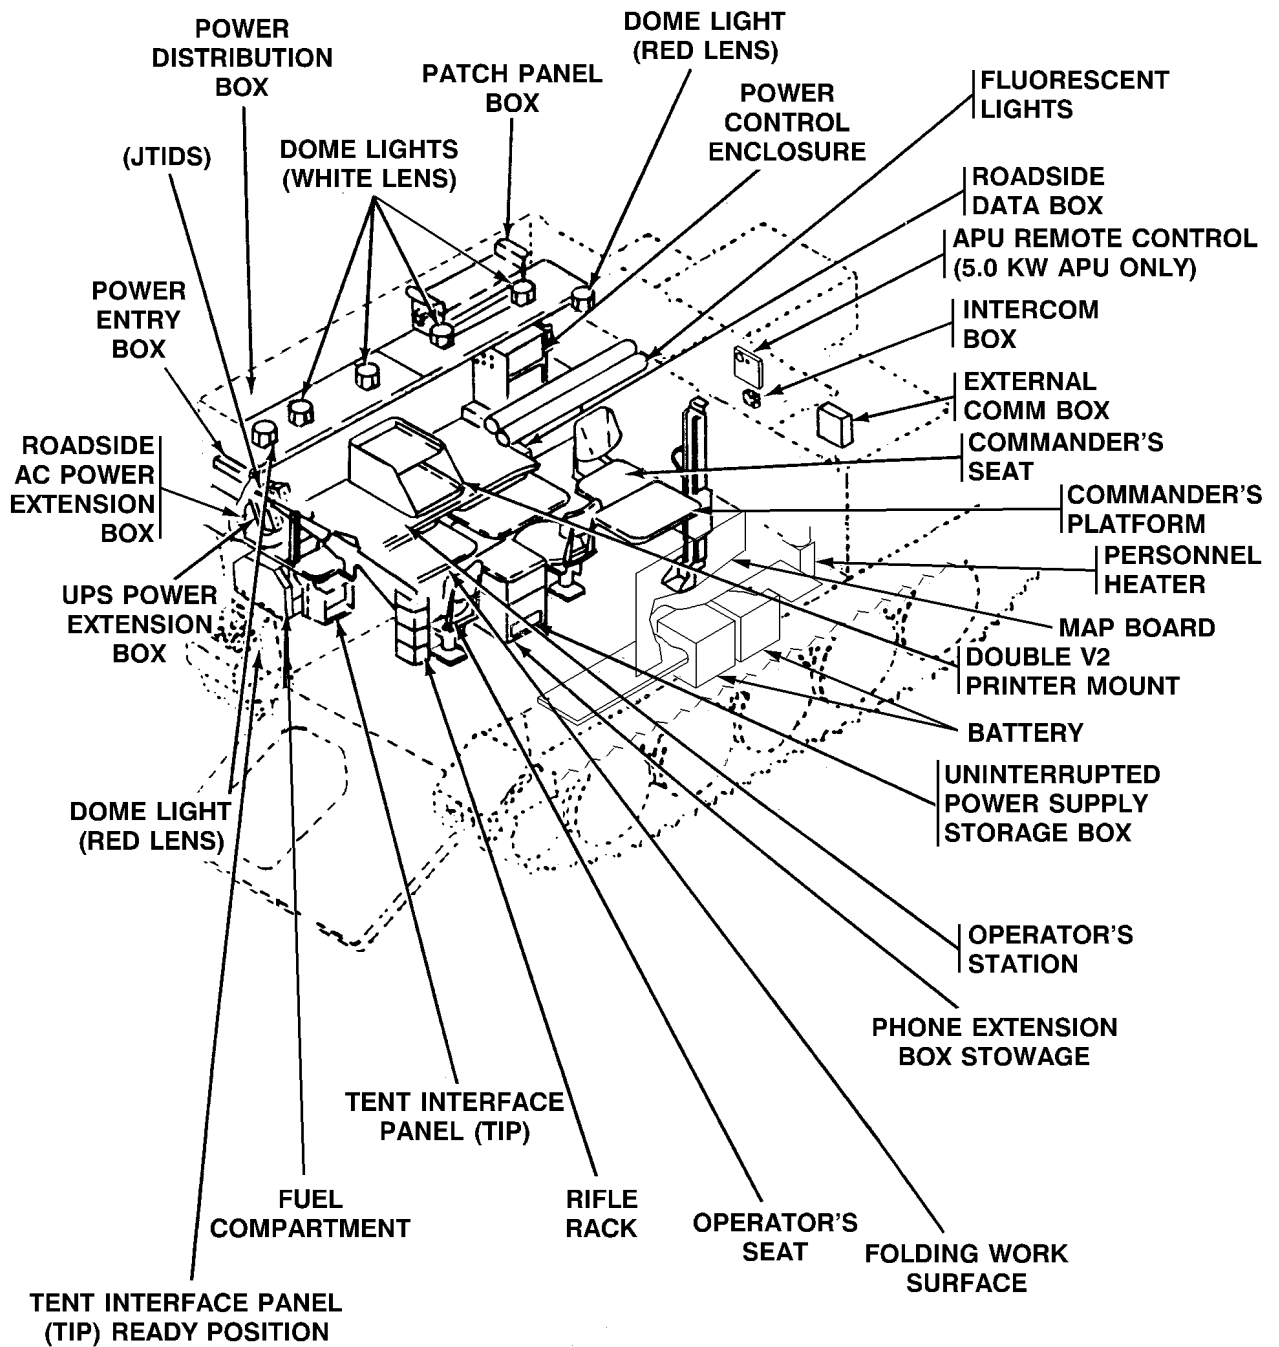 POWER
DISTRIBUTION
BOX
DOME LIGHT
(RED LENS)
PATCH PANEL
BOX
POWER
CONTROL
ENCLOSURE
FLUORESCENT
LIGHTS
(JTIDS)
DOME LIGHTS
(WHITE LENS)
ROADSIDE
DATA BOX
APU REMOTE CONTROL
(5.0 KW APU ONLY)
POWER
ENTRY
BOX
INTERCOM
BOX
EXTERNAL
COMM BOX
ROADSIDE
AC POWER
EXTENSION
BOX
COMMANDER'S
SEAT
COMMANDER'S
PLATFORM
PERSONNEL
HEATER
UPS POWER
EXTENSION
BOX
MAP BOARD
DOUBLE V2
PRINTER MOUNT
BATTERY
UNINTERRUPTED
POWER SUPPLY
STORAGE BOX
DOME LIGHT
(RED LENS)
OPERATOR'S
STATION
PHONE EXTENSION
BOX STOWAGE
TENT INTERFACE
PANEL (TIP)
FUEL
COMPARTMENT
RIFLE
RACK
OPERATOR'S
SEAT
FOLDING WORK
SURFACE
TENT INTERFACE PANEL
(TIP) READY POSITION